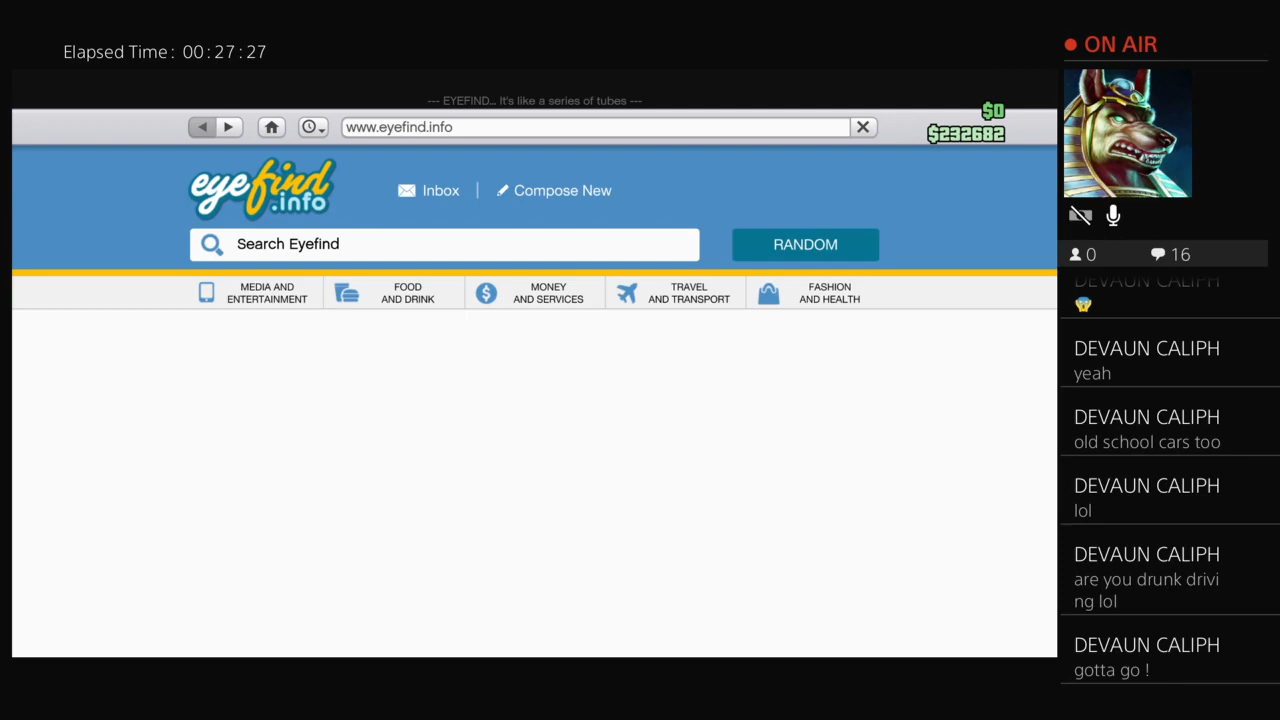 Elapsed Time: 00:27:27
ON AIR
--- EYEFIND... It's like a series of tubes ---
www.eyefind.info
$0
$232682
eyefind
.info
Inbox
Compose New
Search Eyefind
RANDOM
MEDIA AND
ENTERTAINMENT
FOOD
AND DRINK
MONEY
AND SERVICES
TRAVEL
AND TRANSPORT
FASHION
AND HEALTH
0
16
DEVAUN CALIPH
DEVAUN CALIPH
yeah
DEVAUN CALIPH
old school cars too
DEVAUN CALIPH
lol
DEVAUN CALIPH
are you drunk drivi
ng lol
DEVAUN CALIPH
gotta go !